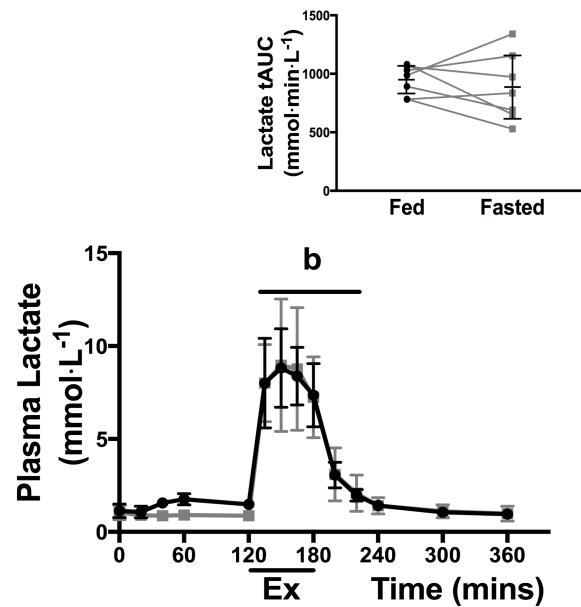 Lactate tAUC
(mmol·min·L-1)
1500
1000
500
0
Fed Fasted
b
Plasma Lactate
(mmol·L-1)
15
10
5
0
0 60 120 180 240 300 360
Ex Time (mins)